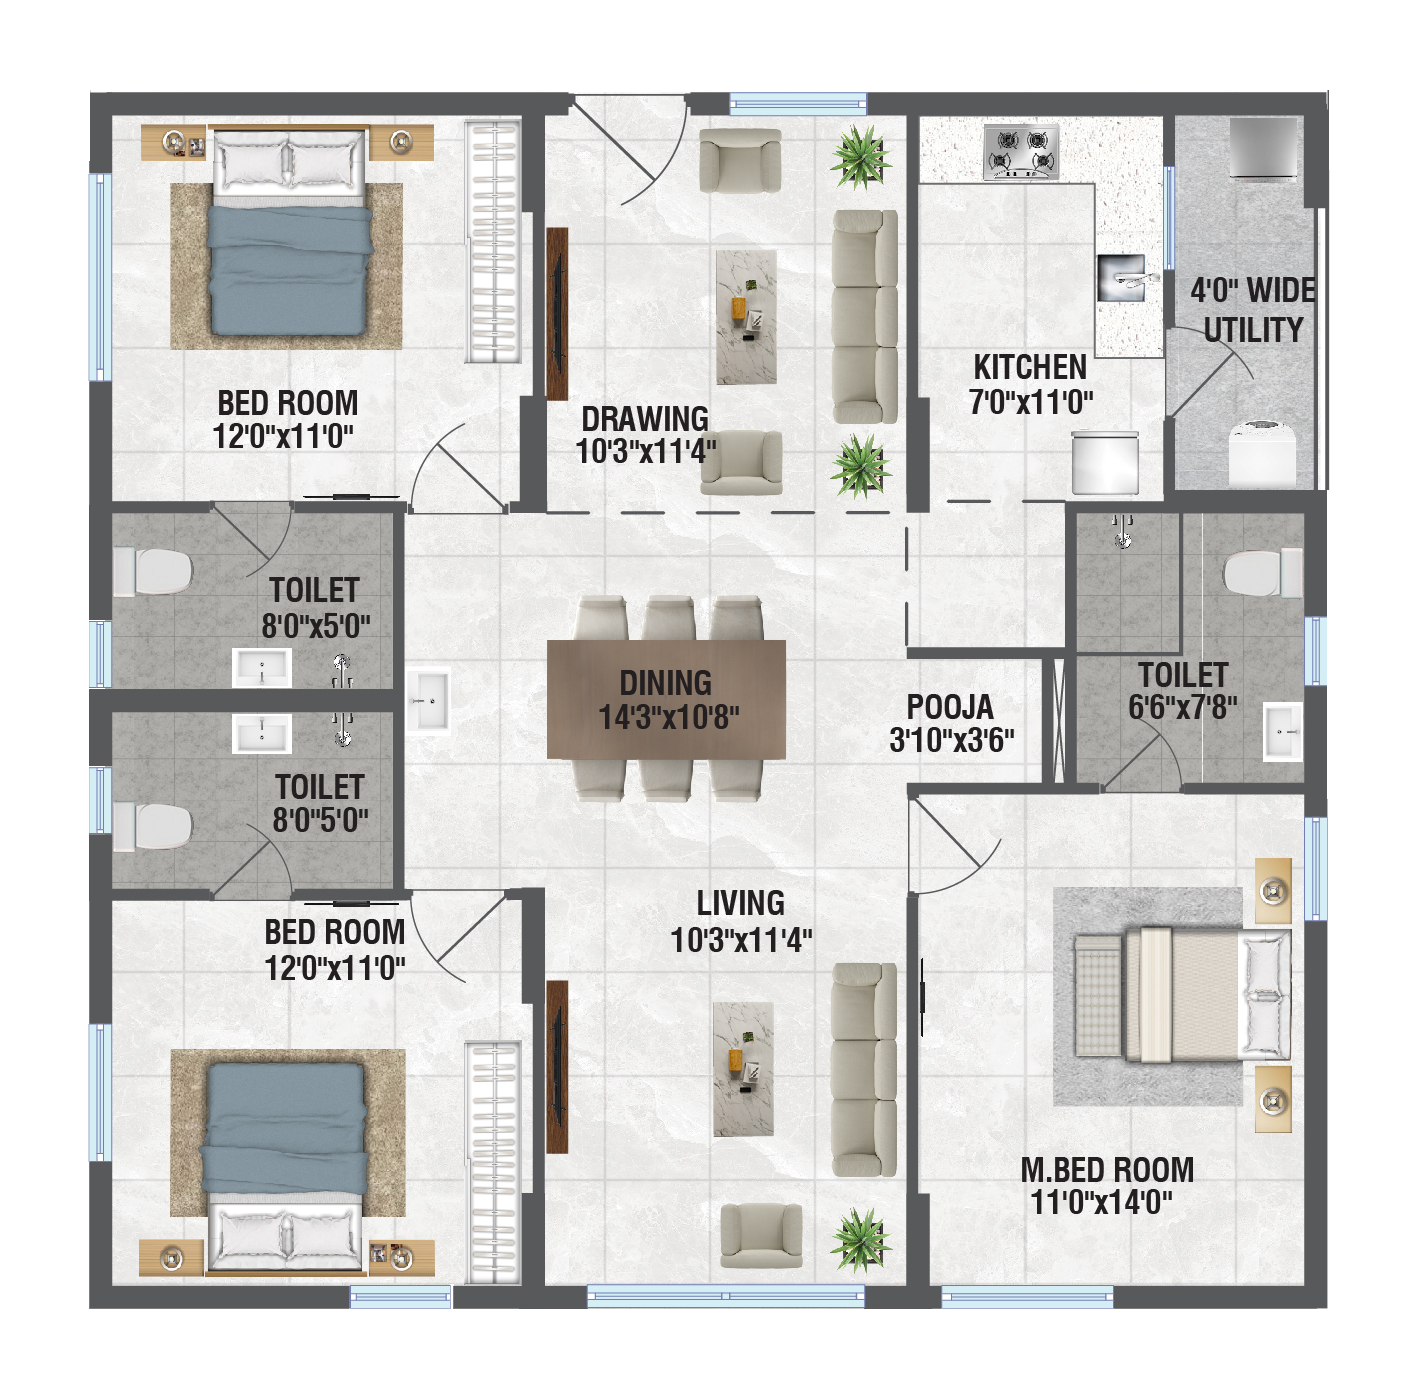 4'0" WIDE
UTILITY
KITCHEN
7'0"x11'0"
BED ROOM
12'0"x11'0"
DRAWING
10'3"x11'4"
TOILET
8'0"x5'0"
DINING
14'3"x10'8"
POOJA
3'10"x3'6"
TOILET
6'6"x7'8"
TOILET
8'0"5'0"
LIVING
10'3"x11'4"
BED ROOM
12'0"x11'0"
M.BED ROOM
11'0"x14'0"